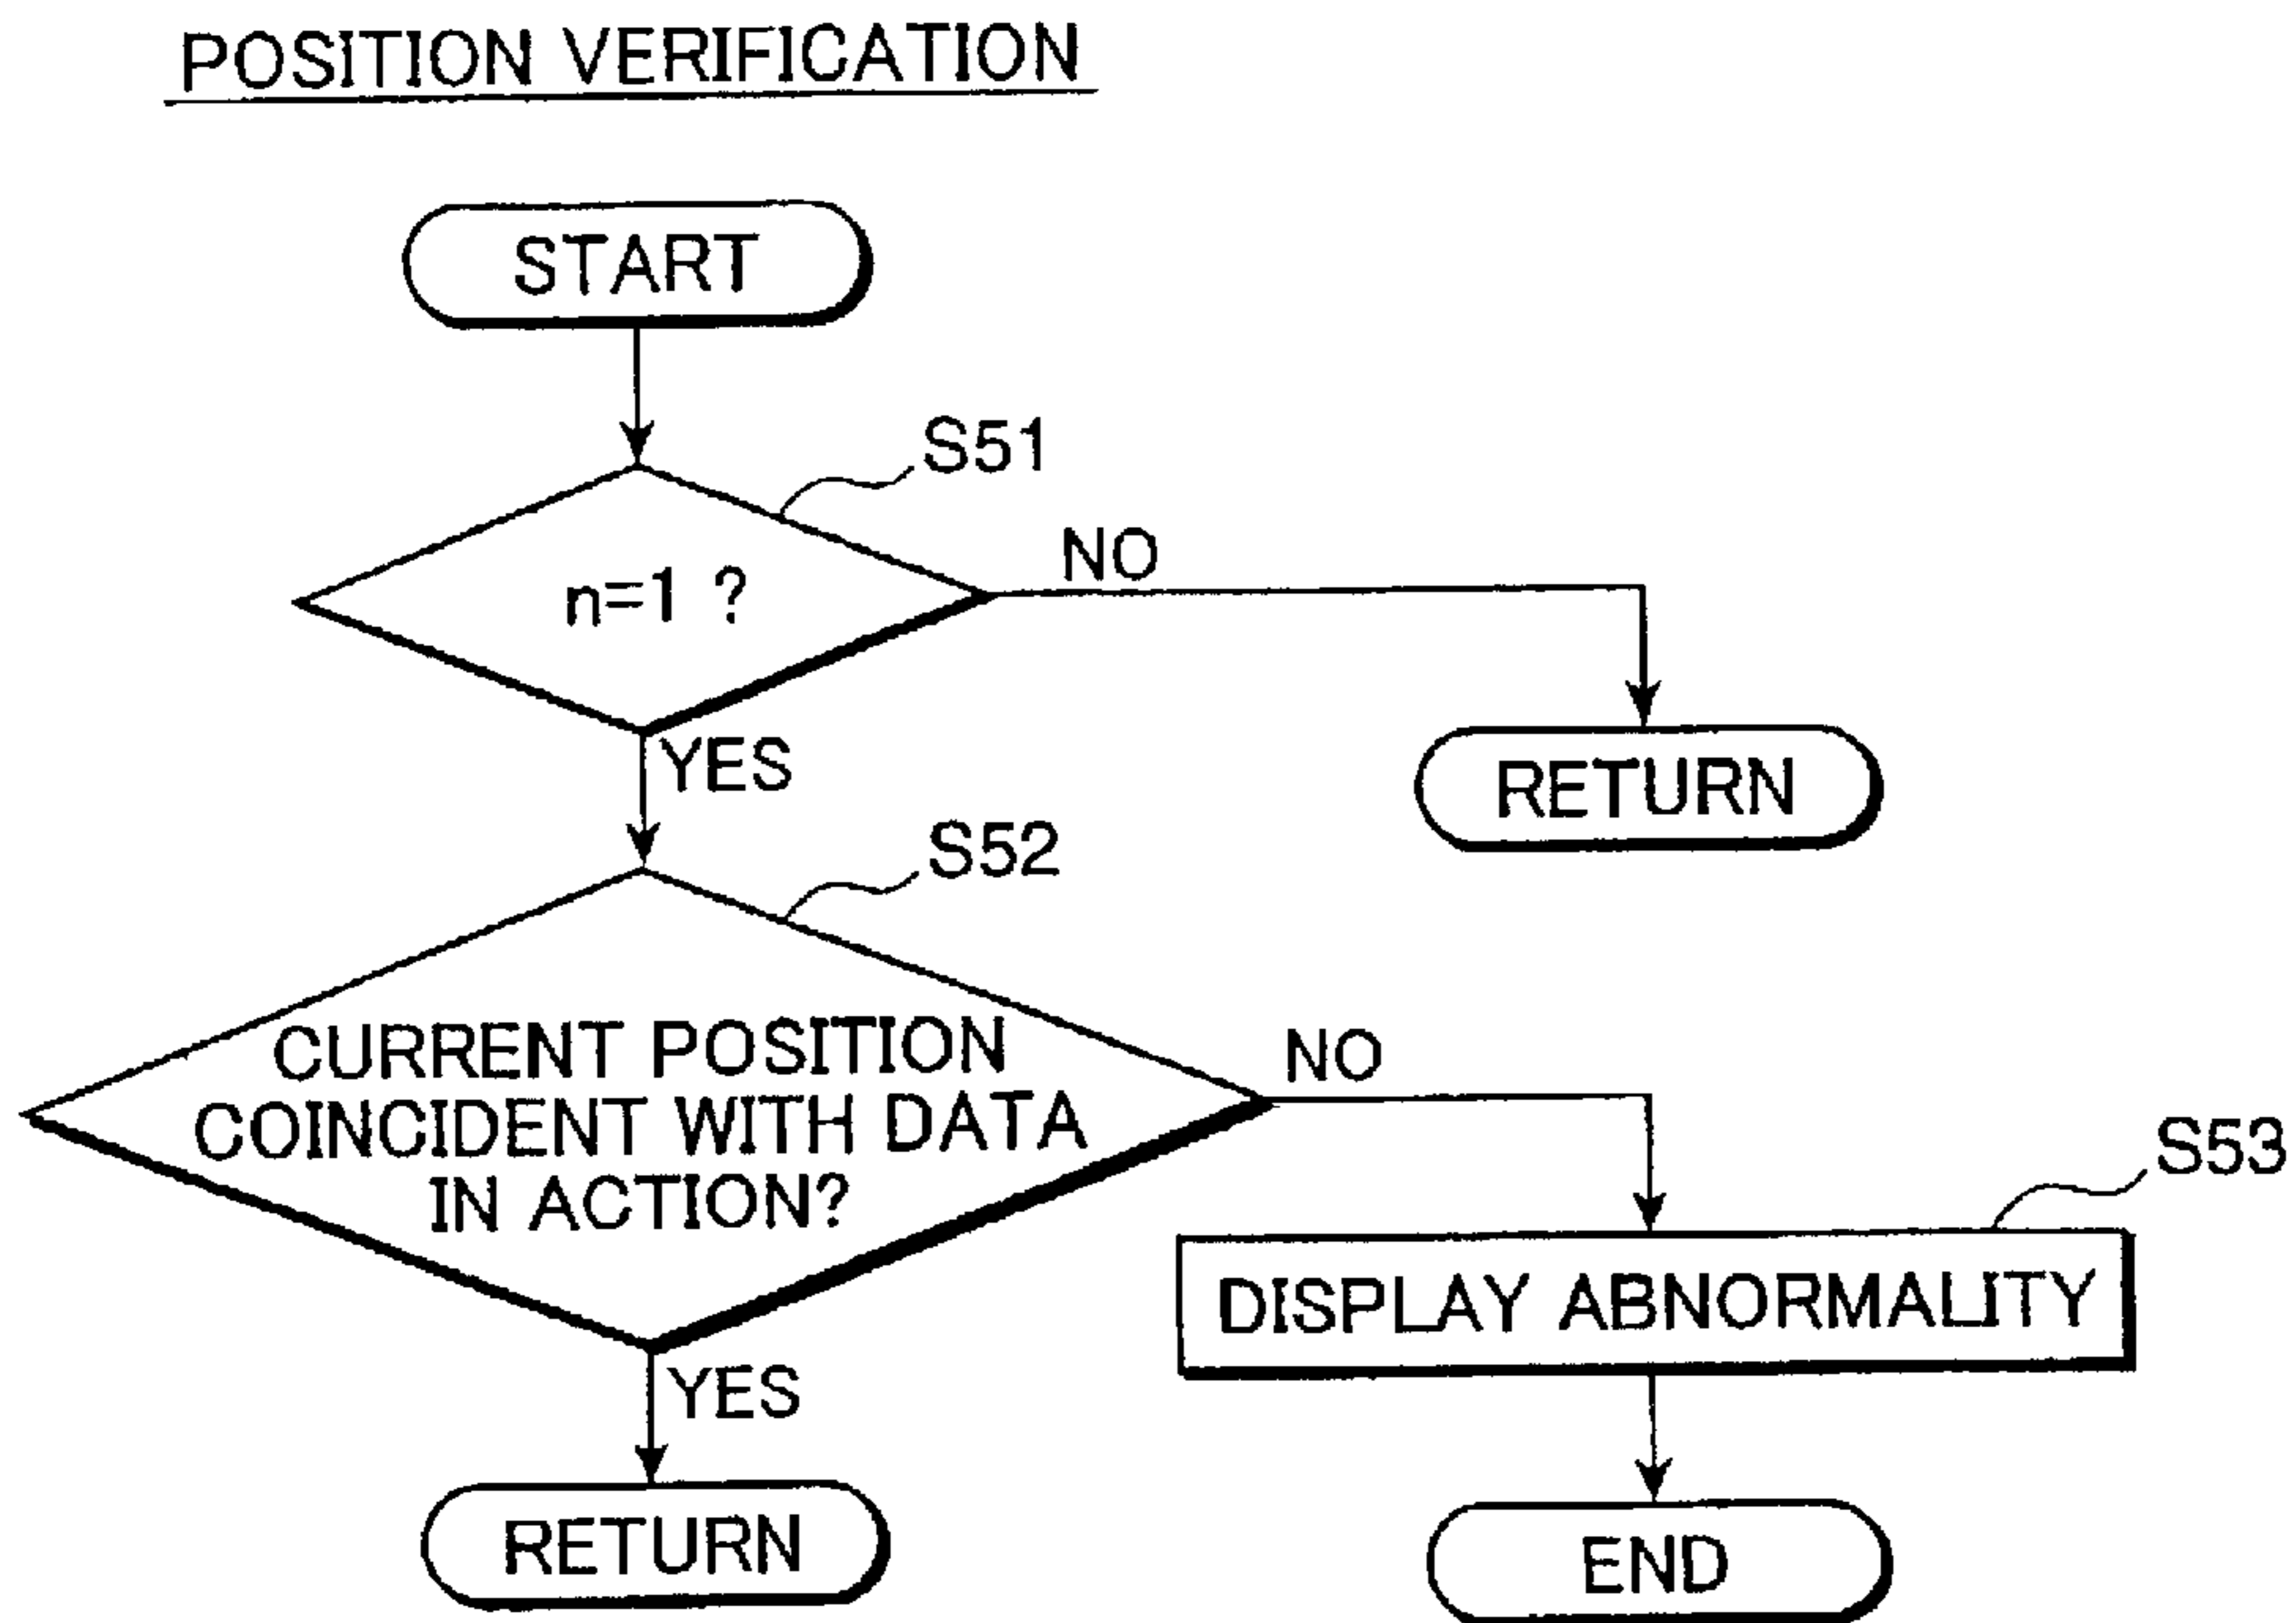 POSITION VERIFICATION
START
S51
n=1 ?
NO
YES
RETURN
S52
CURRENT POSITION
COINCIDENT WITH DATA
IN ACTION?
NO
S53
DISPLAY ABNORMALITY
YES
RETURN
END